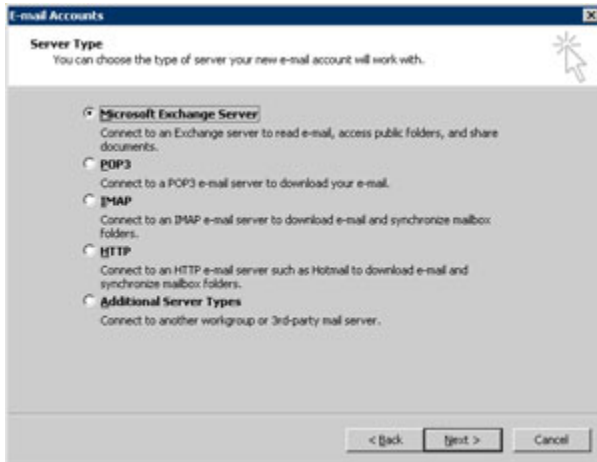 E-mail Accounts
Server Type
You can choose the type of server your new e-mail account will work with.
Microsoft Exchange Server
Connect to an Exchange server to read e-mail, access public folders, and share
documents.
POP3
Connect to a POP3 e-mail server to download your e-mail.
IMAP
Connect to an IMAP e-mail server to download e-mail and synchronize mailbox
folders.
HTTP
Connect to an HTTP e-mail server such as Hotmail to download e-mail and
synchronize mailbox folders.
Additional Server Types
Connect to another workgroup or 3rd-party mail server.
< Back Next > Cancel